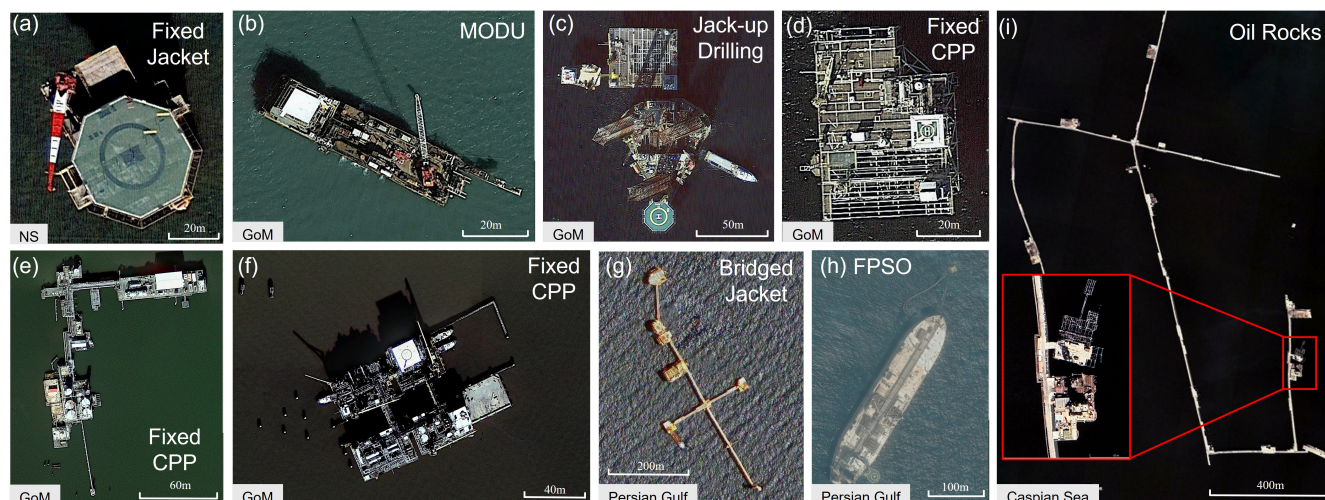 (a)
Fixed
Jacket
NS
20m
(b)
MODU
GoM
20m
(c)
Jack-up
Drilling
GoM
50m
(d)
Fixed
CPP
GoM
20m
(i)
Oil Rocks
Caspian Sea
400m
(e)
Fixed
CPP
GoM
60m
(f)
Fixed
CPP
GoM
40m
(g)
Bridged
Jacket
200m
Persian Gulf
(h) FPSO
Persian Gulf
100m